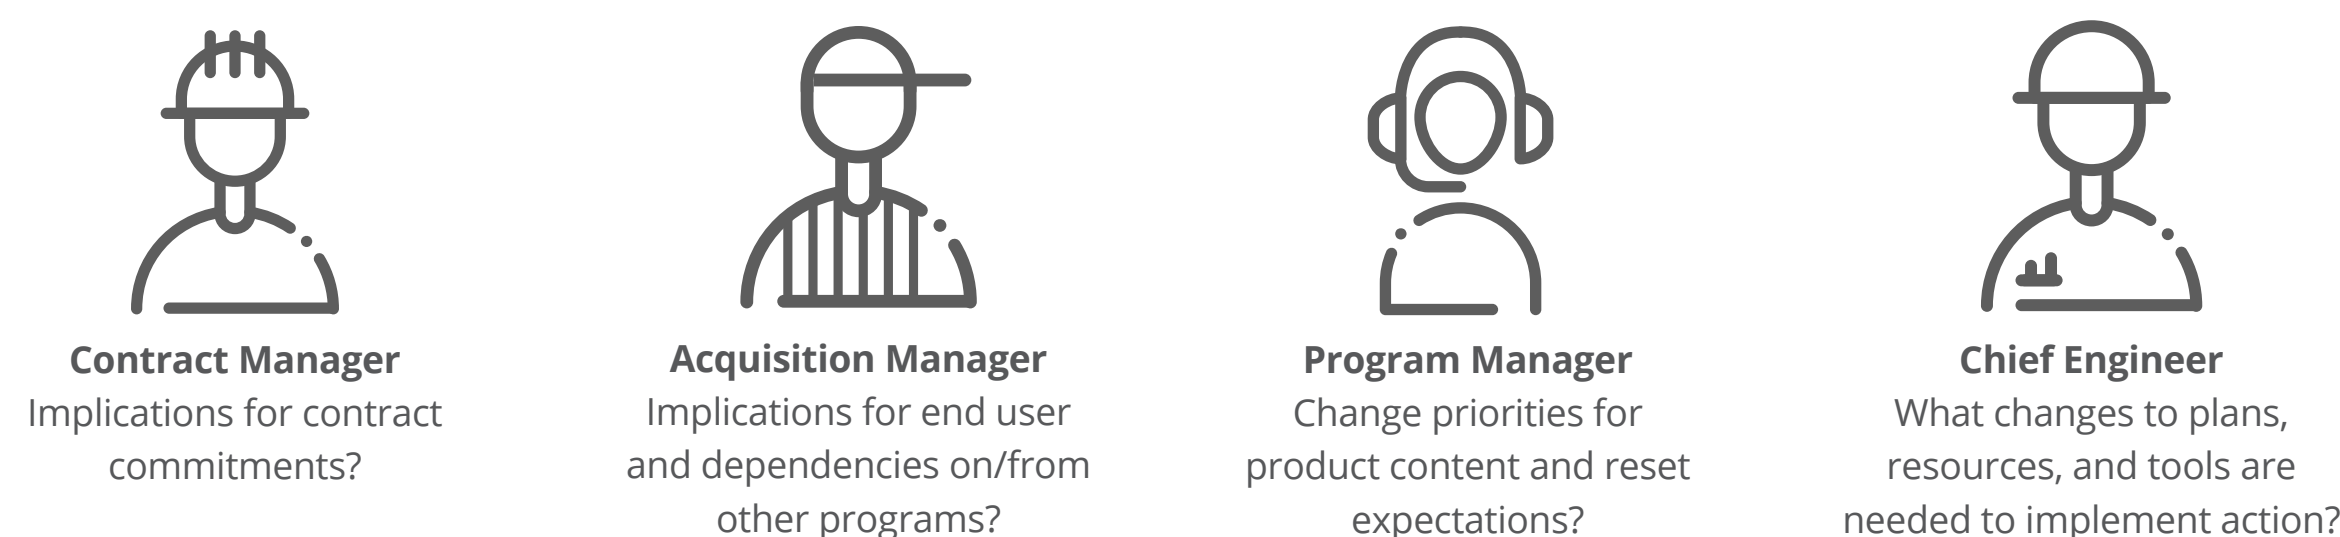 Contract Manager
Implications for contract
commitments?
Acquisition Manager
Implications for end user
and dependencies on/from
other programs?
Program Manager
Change priorities for
product content and reset
expectations?
Chief Engineer
What changes to plans,
resources, and tools are
needed to implement action?